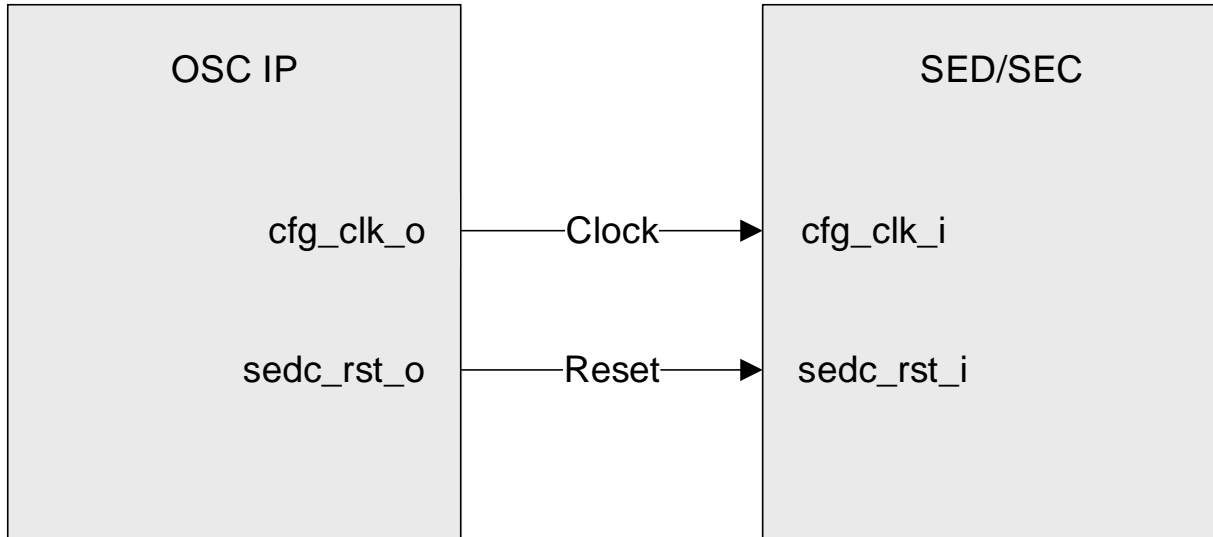 OSC IP
SED/SEC
cfg_clk_o
Clock
cfg_clk_i
sedc_rst_o
Reset
sedc_rst_i